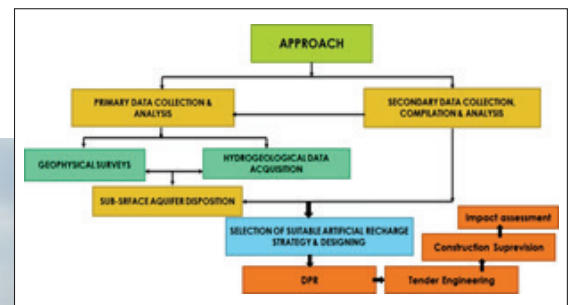 APPROACH
PRIMARY DATA COLLECTION &
ANALYSIS
SECONDARY DATA COLLECTION,
COMPILATION & ANALYSIS
GEOPHYSICAL SURVEYS
HYDROGEOLOGICAL DATA
ACQUISITION
SUB-SRFACE AQUIFER DISPOSITION
SELECTION OF SUITABLE ARTIFICIAL RECHARGE
STRATEGY & DESIGNING
Impact assessment
Construction Suprevision
DPR
Tender Engineering